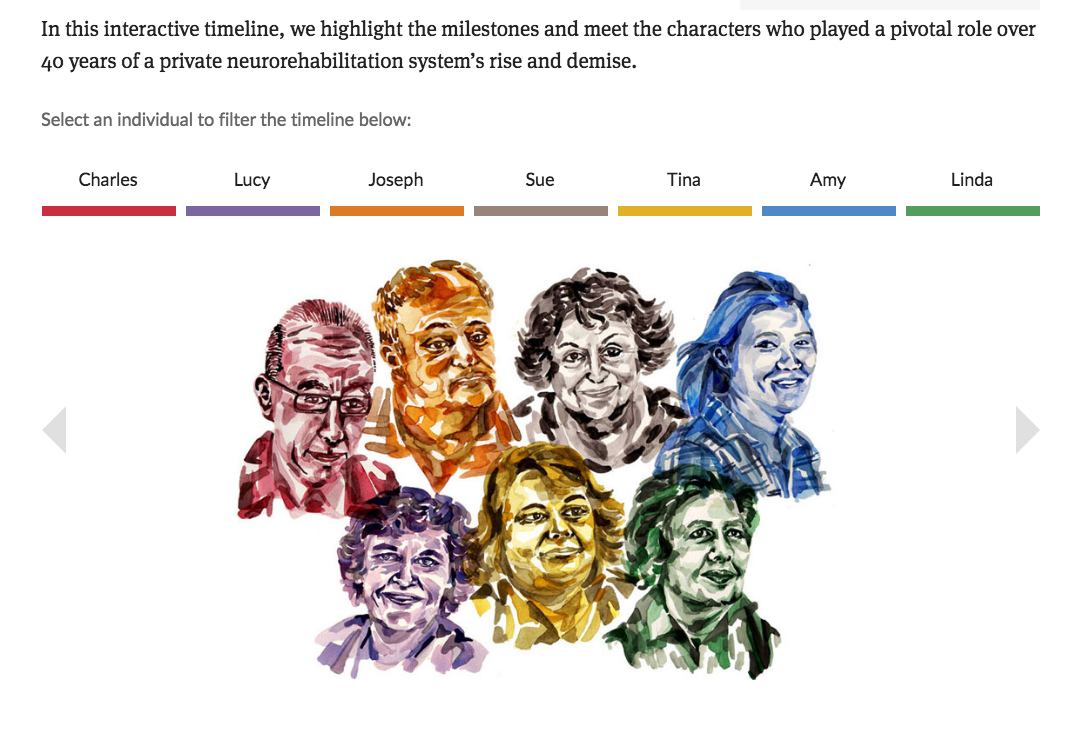 In this interactive timeline, we highlight the milestones and meet the characters who played a pivotal role over
40 years of a private neurorehabilitation system’s rise and demise.
Select an individual to filter the timeline below:
Charles Lucy Joseph Sue Tina Amy Linda